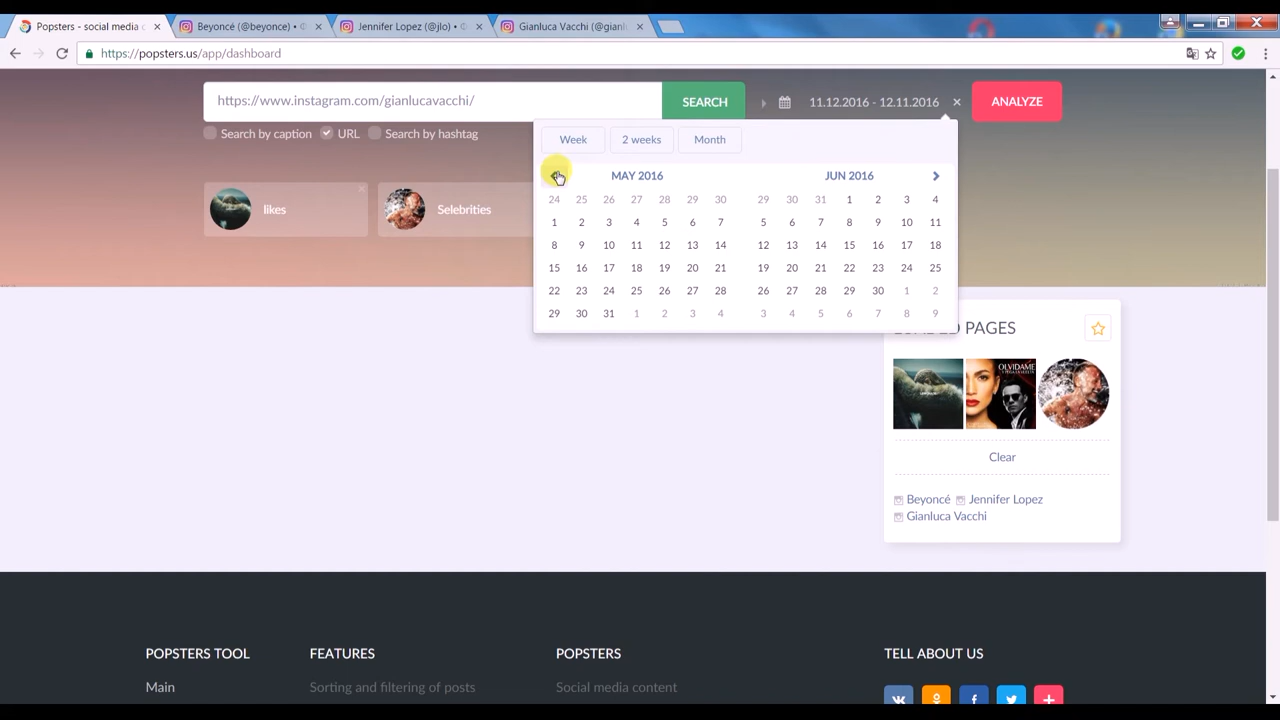 Popsters - social media c
Beyoncé (@beyonce) • Ф
Jennifer Lopez (@jlo) • Ф
Gianluca Vacchi (@gianl
https://popsters.us/app/dashboard
https://www.instagram.com/gianlucavacchi/
SEARCH
11.12.2016 - 12.11.2016
ANALYZE
Search by caption
URL
Search by hashtag
Week
2 weeks
Month
MAY 2016
JUN 2016
24 25 26 27 28 29 30
29 30 31 1 2 3 4
1 2 3 4 5 6 7
5 6 7 8 9 10 11
8 9 10 11 12 13 14
12 13 14 15 16 17 18
15 16 17 18 19 20 21
19 20 21 22 23 24 25
22 23 24 25 26 27 28
26 27 28 29 30 1 2
29 30 31 1 2 3 4
3 4 5 6 7 8 9
likes
Selebrities
PAGES
OLVIDAME
Clear
Beyoncé
Jennifer Lopez
Gianluca Vacchi
POPSTERS TOOL
Main
FEATURES
Sorting and filtering of posts
POPSTERS
Social media content
TELL ABOUT US